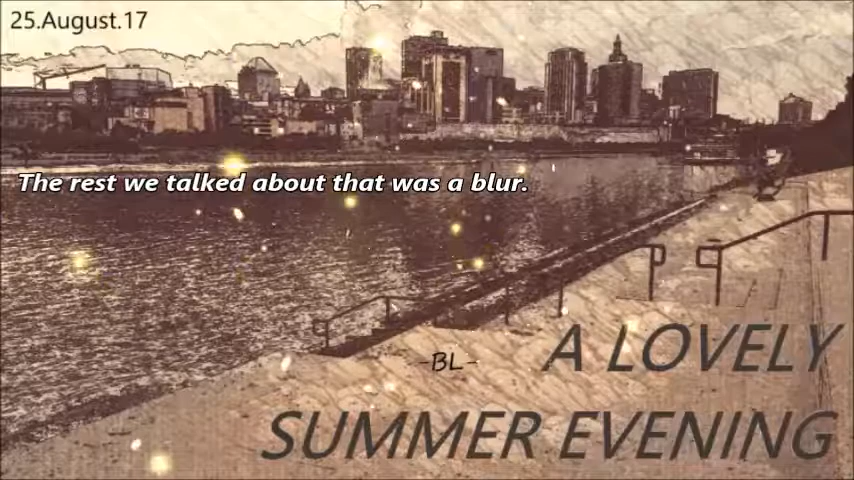 25.August.17
The rest we talked about that was a blur.
-BL-
A LOVELY
SUMMER EVENING